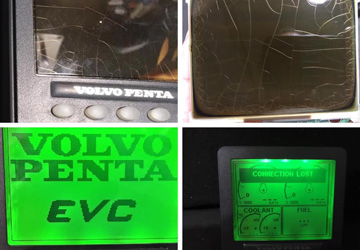 VOLVO PENTA
VOLVO
PENTA
EVC
CONNECTION LOST
COOLANT
FUEL